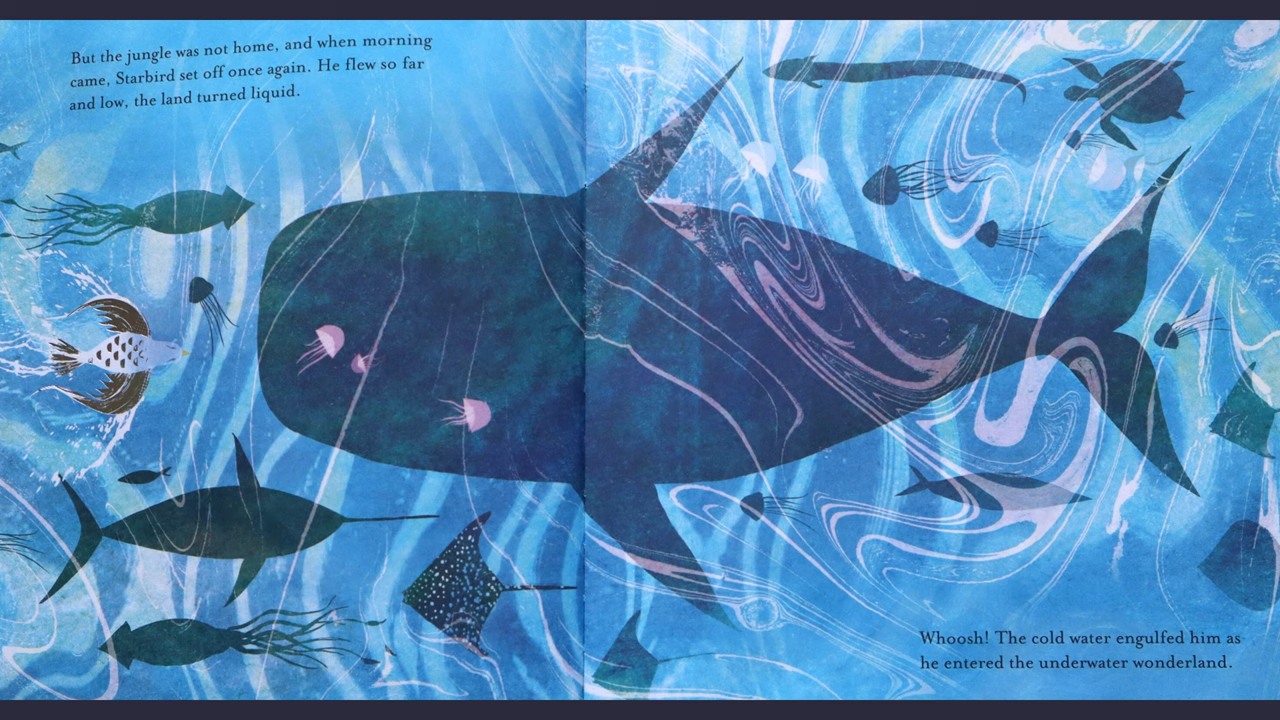 But the jungle was not home, and when morning
came, Starbird set off once again. He flew so far
and low, the land turned liquid.
Whoosh! The cold water engulfed him as
he entered the underwater wonderland.